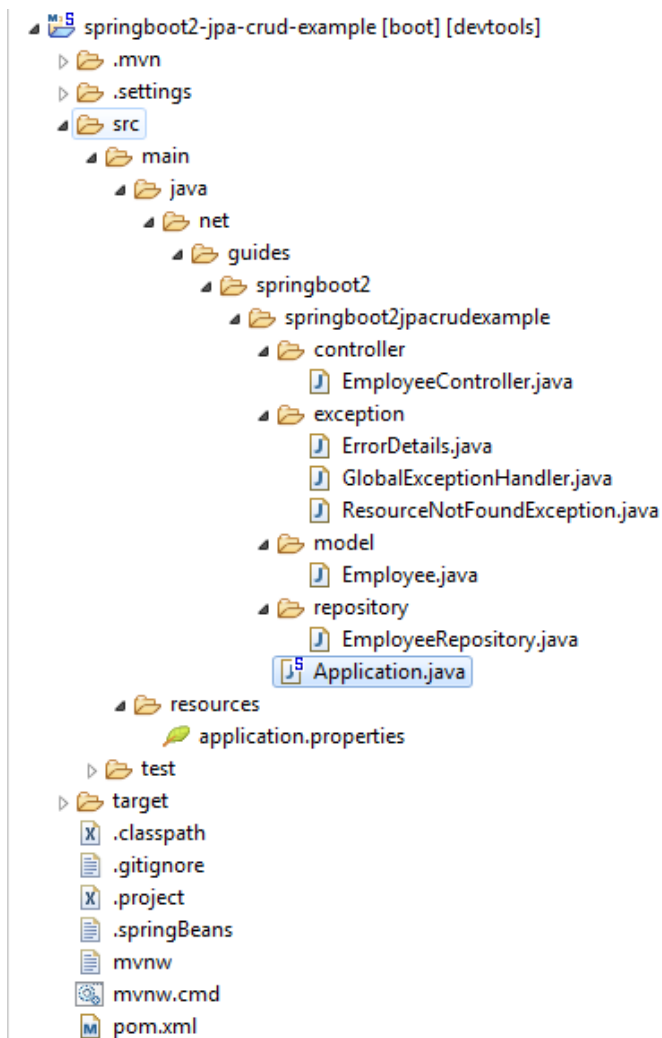 springboot2-jpa-crud-example [boot] [devtools]
.mvn
.settings
src
main
java
net
guides
springboot2
springboot2jpacrudexample
controller
EmployeeController.java
exception
ErrorDetails.java
GlobalExceptionHandler.java
ResourceNotFoundException.java
model
Employee.java
repository
EmployeeRepository.java
Application.java
resources
application.properties
test
target
.classpath
.gitignore
.project
.springBeans
mvnw
mvnw.cmd
pom.xml